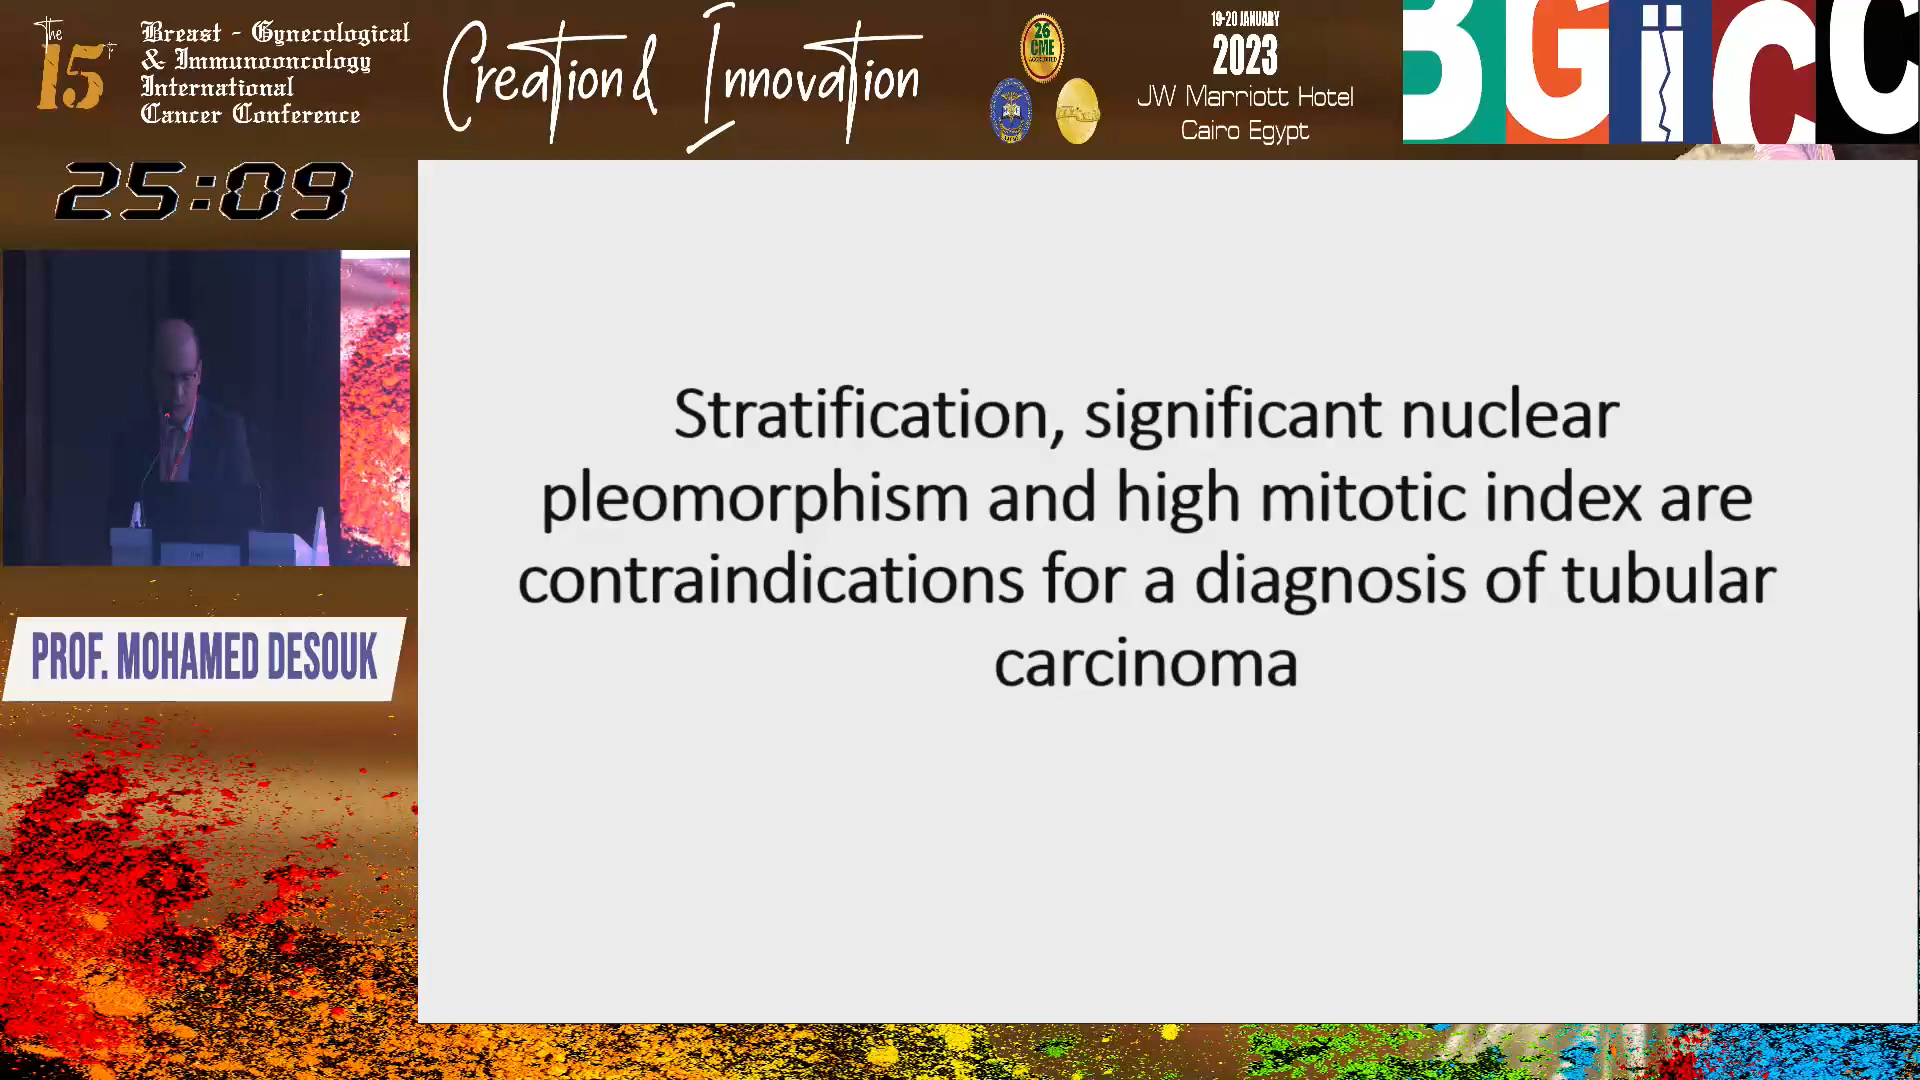 The
15
Breast - Gynecological
& Immunooncology
International
Cancer Conference
Creation & Innovation
26
CME
ACCREDITED
19-20 JANUARY
2023
JW Marriott Hotel
Cairo Egypt
BGiCC
25:09
PROF. MOHAMED DESOUK
Stratification, significant nuclear
pleomorphism and high mitotic index are
contraindications for a diagnosis of tubular
carcinoma